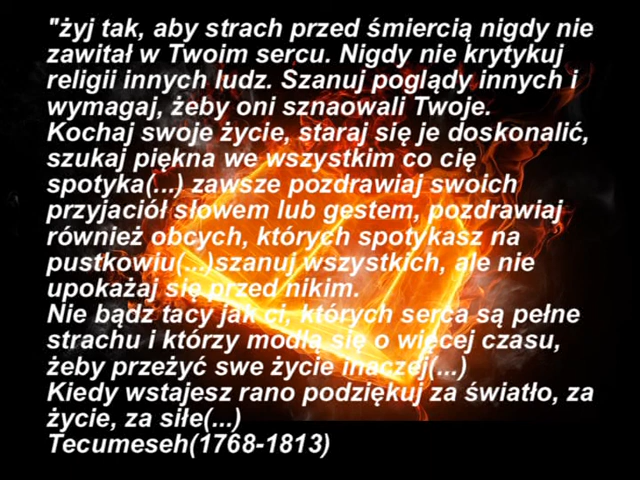 "żyj tak, aby strach przed śmiercią nigdy nie
zawitał w Twoim sercu. Nigdy nie krytykuj
religii innych ludz. Szanuj poglądy innych i
wymagaj, żeby oni sznaowali Twoje.
Kochaj swoje życie, staraj się je doskonalić,
szukaj piękna we wszystkim co cię
spotyka(...) zawsze pozdrawiaj swoich
przyjaciół słowem lub gestem, pozdrawiaj
również obcych, których spotykasz na
pustkowiu(...)szanuj wszystkich, ale nie
upokażaj się przed nikim.
Nie bądz tacy jak ci, których serca są pełne
strachu i którzy modlą się o więcej czasu,
żeby przeżyć swe życie inaczej(...)
Kiedy wstajesz rano podziękuj za światło, za
życie, za siłe(...)
Tecumeseh(1768-1813)